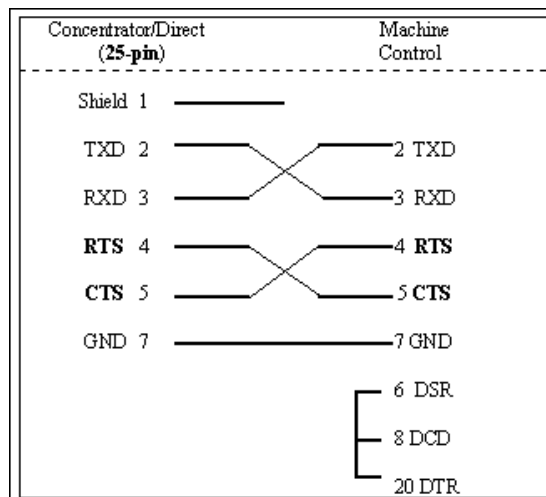 Concentrator/Direct Machine
(25-pin) Control
Shield 1
TXD 2 2 TXD
RXD 3 3 RXD
RTS 4 4 RTS
CTS 5 5 CTS
GND 7 7 GND
6 DSR
8 DCD
20 DTR